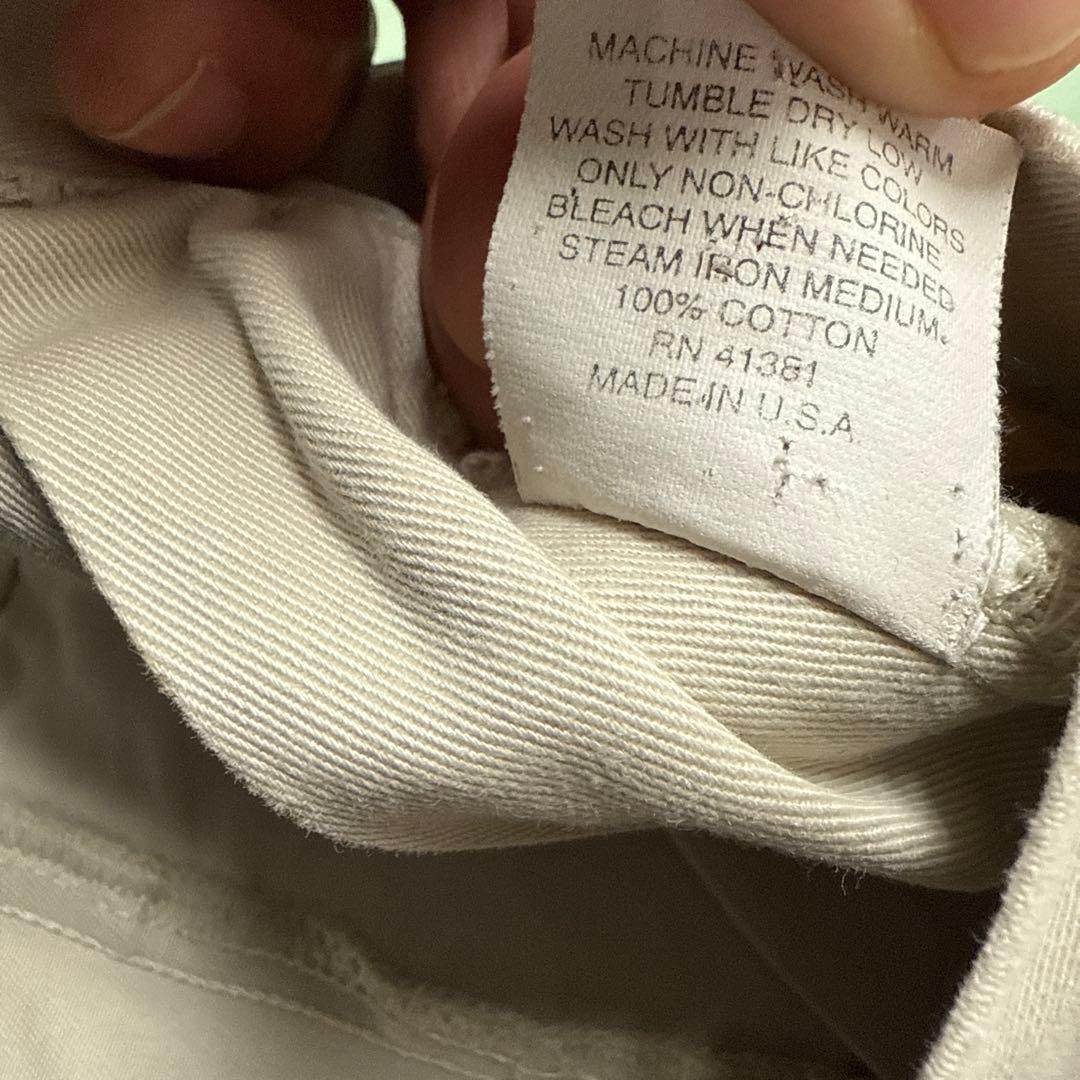 MACHINE WASH WARM
TUMBLE DRY LOW
WASH WITH LIKE COLORS
ONLY NON-CHLORINE
BLEACH WHEN NEEDED
STEAM IRON MEDIUM.
100% COTTON
RN 41381
MADE IN U.S.A.